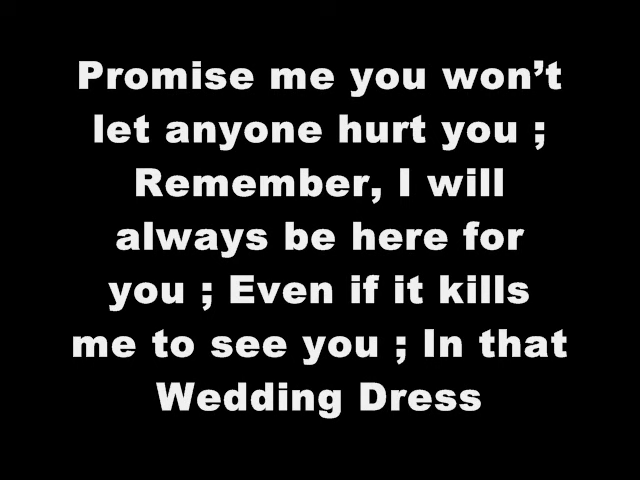 Promise me you won’t
let anyone hurt you ;
Remember, I will
always be here for
you ; Even if it kills
me to see you ; In that
Wedding Dress